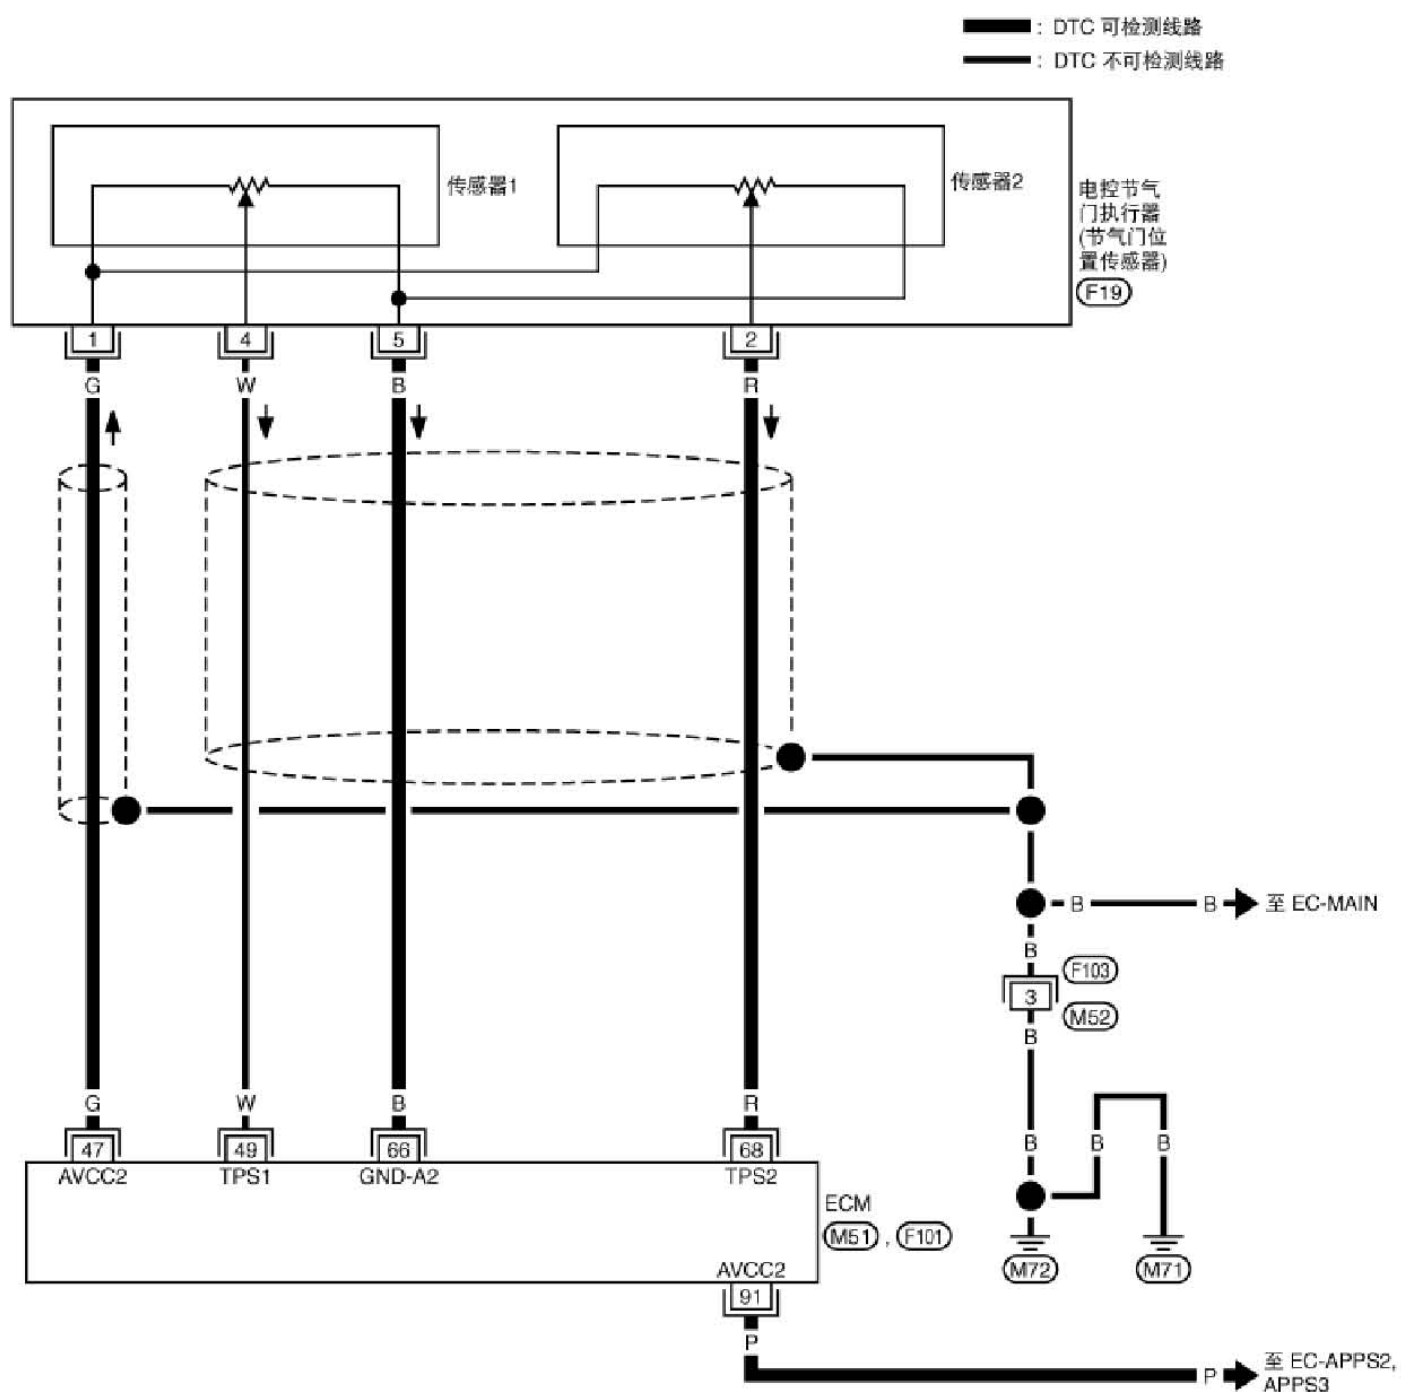 : DTC 可检测线路
: DTC 不可检测线路
传感器1
传感器2
电控节气
门执行器
(节气门位
置传感器)
F19
1 4 5 2
G W B R
G W B R
47 49 66 68
AVCC2 TPS1 GND-A2 TPS2
ECM
M51 , F101
AVCC2
91
P
P 至 EC-APPS2,
APPS3
B B 至 EC-MAIN
B
F103
3
M52
B
B B B
M72 M71